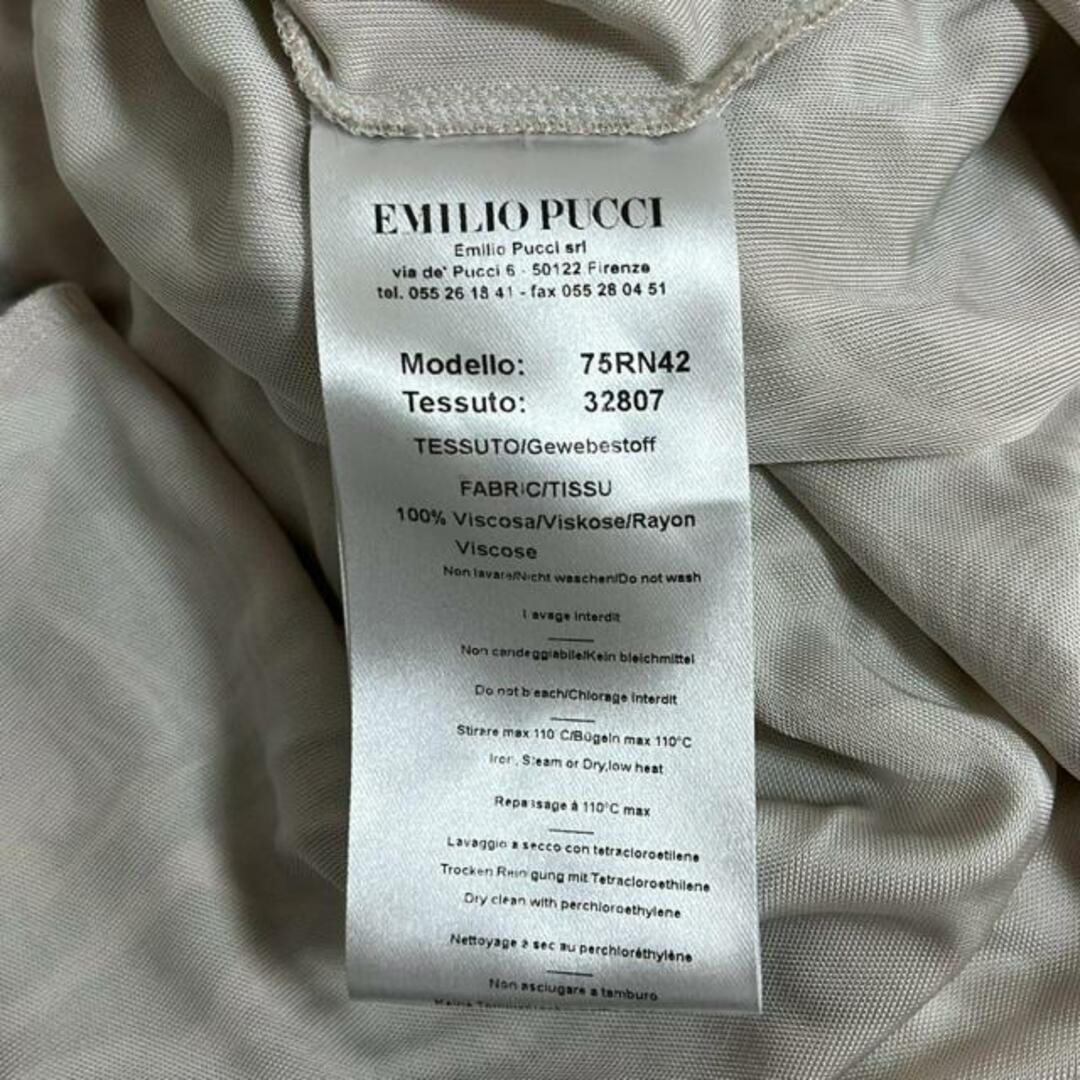 EMILIO PUCCI
Emilio Pucci srl
via de' Pucci 6 - 50122 Firenze
tel. 055 26 18 41 - fax 055 28 04 51
Modello: 75RN42
Tessuto: 32807
TESSUTO/Gewebestoff
FABRIC/TISSU
100% Viscosa/Viskose/Rayon
Viscose
Non lavare/Nicht waschen/Do not wash
Lavage interdit
Non candeggiabile/Kein bleichmittel
Do not bleach/Chlorage interdit
Stirare max 110°C/Bügeln max 110°C
Iron, Steam or Dry,low heat
Repassage à 110°C max
Lavaggio a secco con tetracloroetilene
Trocken Reinigung mit Tetracloroethilene
Dry clean with perchloroethylene
Nettoyage à sec au perchloréthylène
Non asciugare a tamburo
Keine